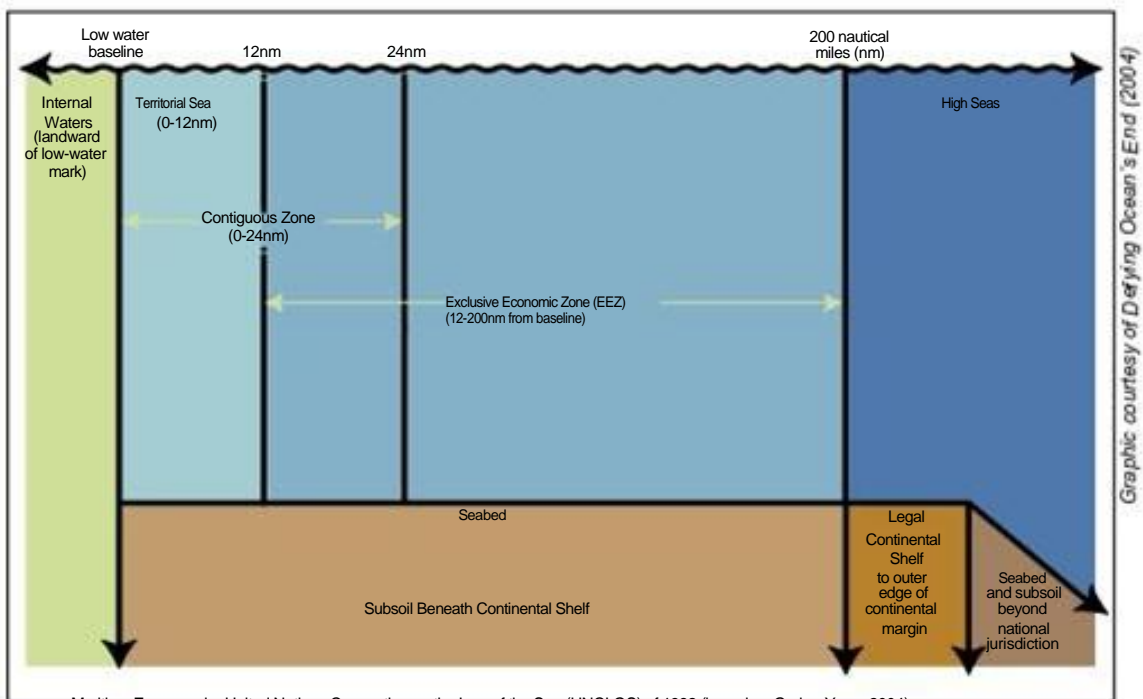 Low water
baseline
12nm
24nm
200 nautical
miles (nm)
Internal
Waters
(landward
of low-water
mark)
Territorial Sea
(0-12nm)
High Seas
Contiguous Zone
(0-24nm)
Exclusive Economic Zone (EEZ)
(12-200nm from baseline)
Seabed
Subsoil Beneath Continental Shelf
Legal
Continental
Shelf
to outer
edge of
continental
margin
Seabed
and subsoil
beyond
national
jurisdiction
Graphic courtesy of Defying Ocean's End (2004)